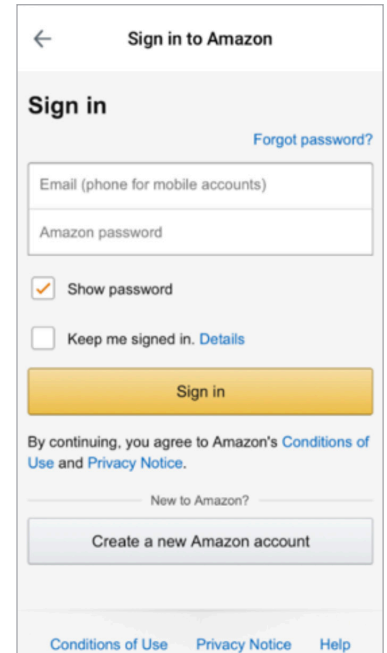 Sign in to Amazon
Sign in
Forgot password?
Email (phone for mobile accounts)
Amazon password
Show password
Keep me signed in. Details
Sign in
By continuing, you agree to Amazon's Conditions of
Use and Privacy Notice.
New to Amazon?
Create a new Amazon account
Conditions of Use Privacy Notice Help